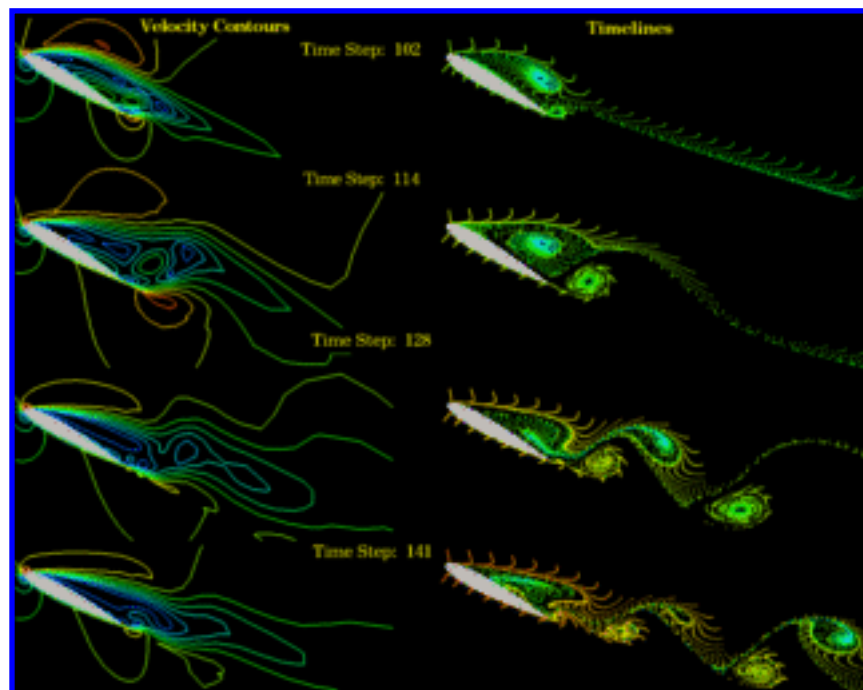 Velocity Contours
Timelines
Time Step: 102
Time Step: 114
Time Step: 128
Time Step: 141